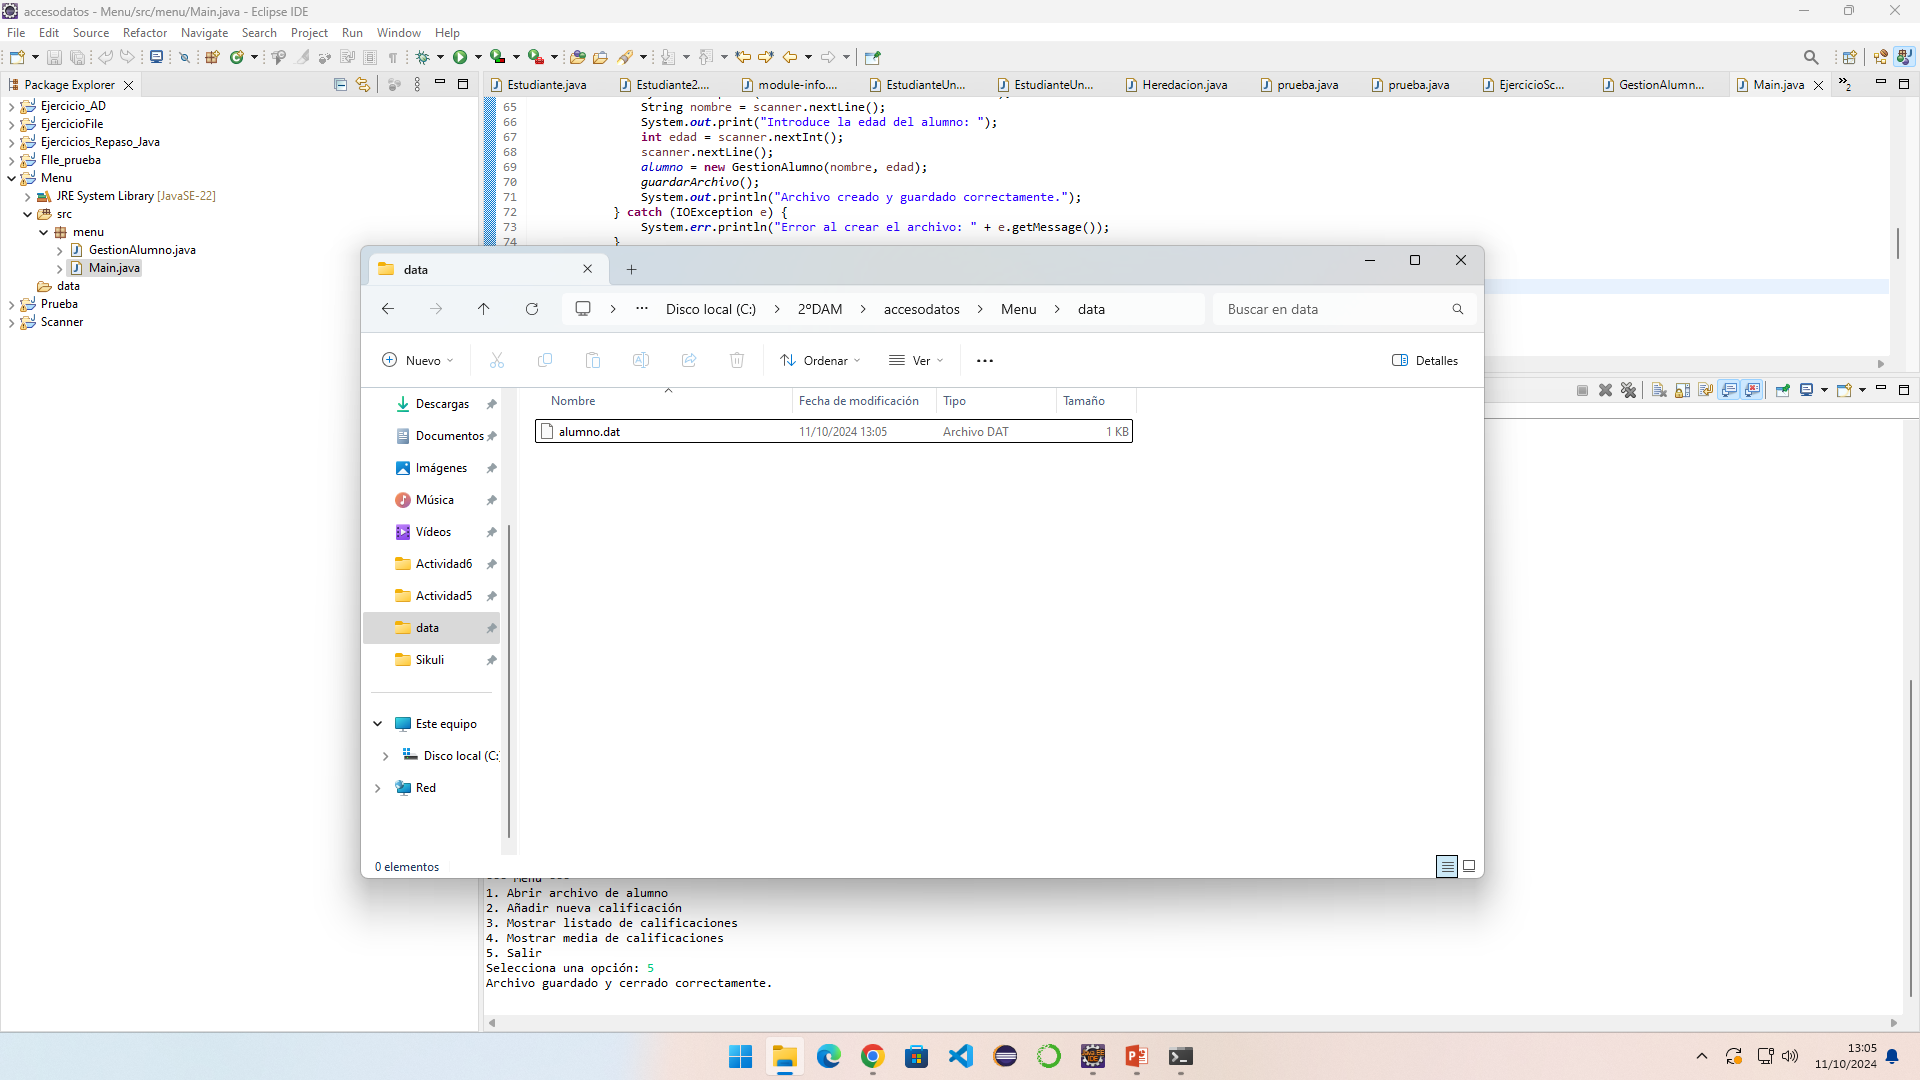 accesodatos - Menu/src/menu/Main.java - Eclipse IDE
File Edit Source Refactor Navigate Search Project Run Window Help
Package Explorer
Estudiante.java Estudiante2.... module-info.... EstudianteUn... EstudianteUn... Heredacion.java prueba.java prueba.java EjercicioSc... GestionAlumn... Main.java 2
Ejercicio_AD
EjercicioFile
Ejercicios_Repaso_Java
FIle_prueba
Menu
JRE System Library [JavaSE-22]
src
menu
GestionAlumno.java
Main.java
data
Prueba
Scanner
65 String nombre = scanner.nextLine();
66 System.out.print("Introduce la edad del alumno: ");
67 int edad = scanner.nextInt();
68 scanner.nextLine();
69 alumno = new GestionAlumno(nombre, edad);
70 guardarArchivo();
71 System.out.println("Archivo creado y guardado correctamente.");
72 } catch (IOException e) {
73 System.err.println("Error al crear el archivo: " + e.getMessage());
74 }
data
Disco local (C:) 2ºDAM accesodatos Menu data
Buscar en data
Nuevo Ordenar Ver Detalles
Nombre Fecha de modificación Tipo Tamaño
alumno.dat 11/10/2024 13:05 Archivo DAT 1 KB
Descargas
Documentos
Imágenes
Música
Vídeos
Actividad6
Actividad5
data
Sikuli
Este equipo
Disco local (C:
Red
0 elementos
1. Abrir archivo de alumno
2. Añadir nueva calificación
3. Mostrar listado de calificaciones
4. Mostrar media de calificaciones
5. Salir
Selecciona una opción: 5
Archivo guardado y cerrado correctamente.
13:05
11/10/2024